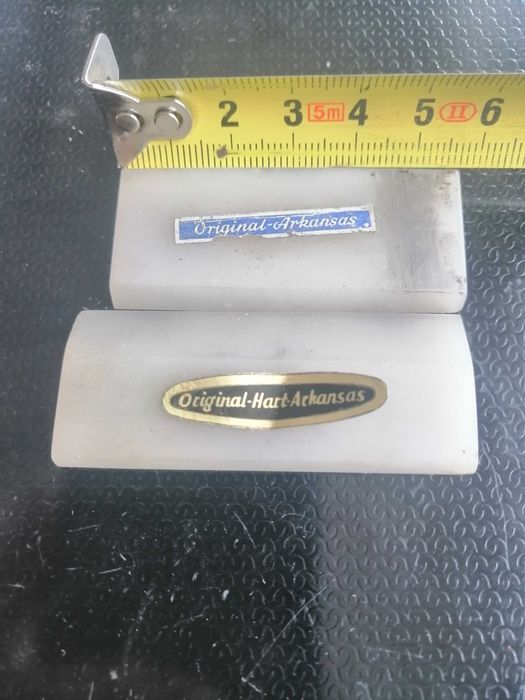 2 3 5m 4 5 II 6
Original-Arkansas
Original-Hart-Arkansas